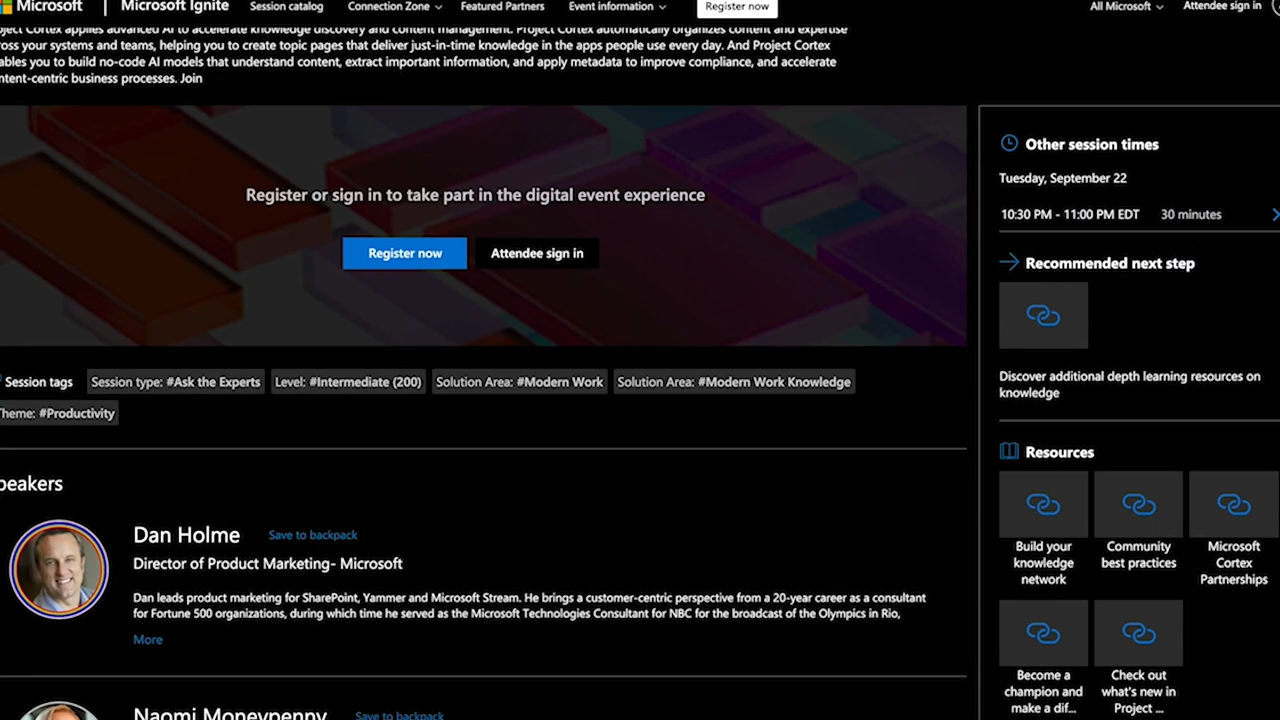 Microsoft | Microsoft Ignite Session catalog Connection Zone Featured Partners Event information Register now All Microsoft Attendee sign in
oject Cortex applies advanced AI to accelerate knowledge discovery and content management. Project Cortex automatically organizes content and expertise
ross your systems and teams, helping you to create topic pages that deliver just-in-time knowledge in the apps people use every day. And Project Cortex
ables you to build no-code AI models that understand content, extract important information, and apply metadata to improve compliance, and accelerate
ntent-centric business processes. Join
Register or sign in to take part in the digital event experience
Register now Attendee sign in
Session tags Session type: #Ask the Experts Level: #Intermediate (200) Solution Area: #Modern Work Solution Area: #Modern Work Knowledge
Theme: #Productivity
peakers
Dan Holme Save to backpack
Director of Product Marketing- Microsoft
Dan leads product marketing for SharePoint, Yammer and Microsoft Stream. He brings a customer-centric perspective from a 20-year career as a consultant
for Fortune 500 organizations, during which time he served as the Microsoft Technologies Consultant for NBC for the broadcast of the Olympics in Rio,
More
Naomi Moneypenny Save to backpack
Other session times
Tuesday, September 22
10:30 PM - 11:00 PM EDT 30 minutes
Recommended next step
Discover additional depth learning resources on
knowledge
Resources
Build your
knowledge
network
Community
best practices
Microsoft
Cortex
Partnerships
Become a
champion and
make a dif...
Check out
what's new in
Project ...